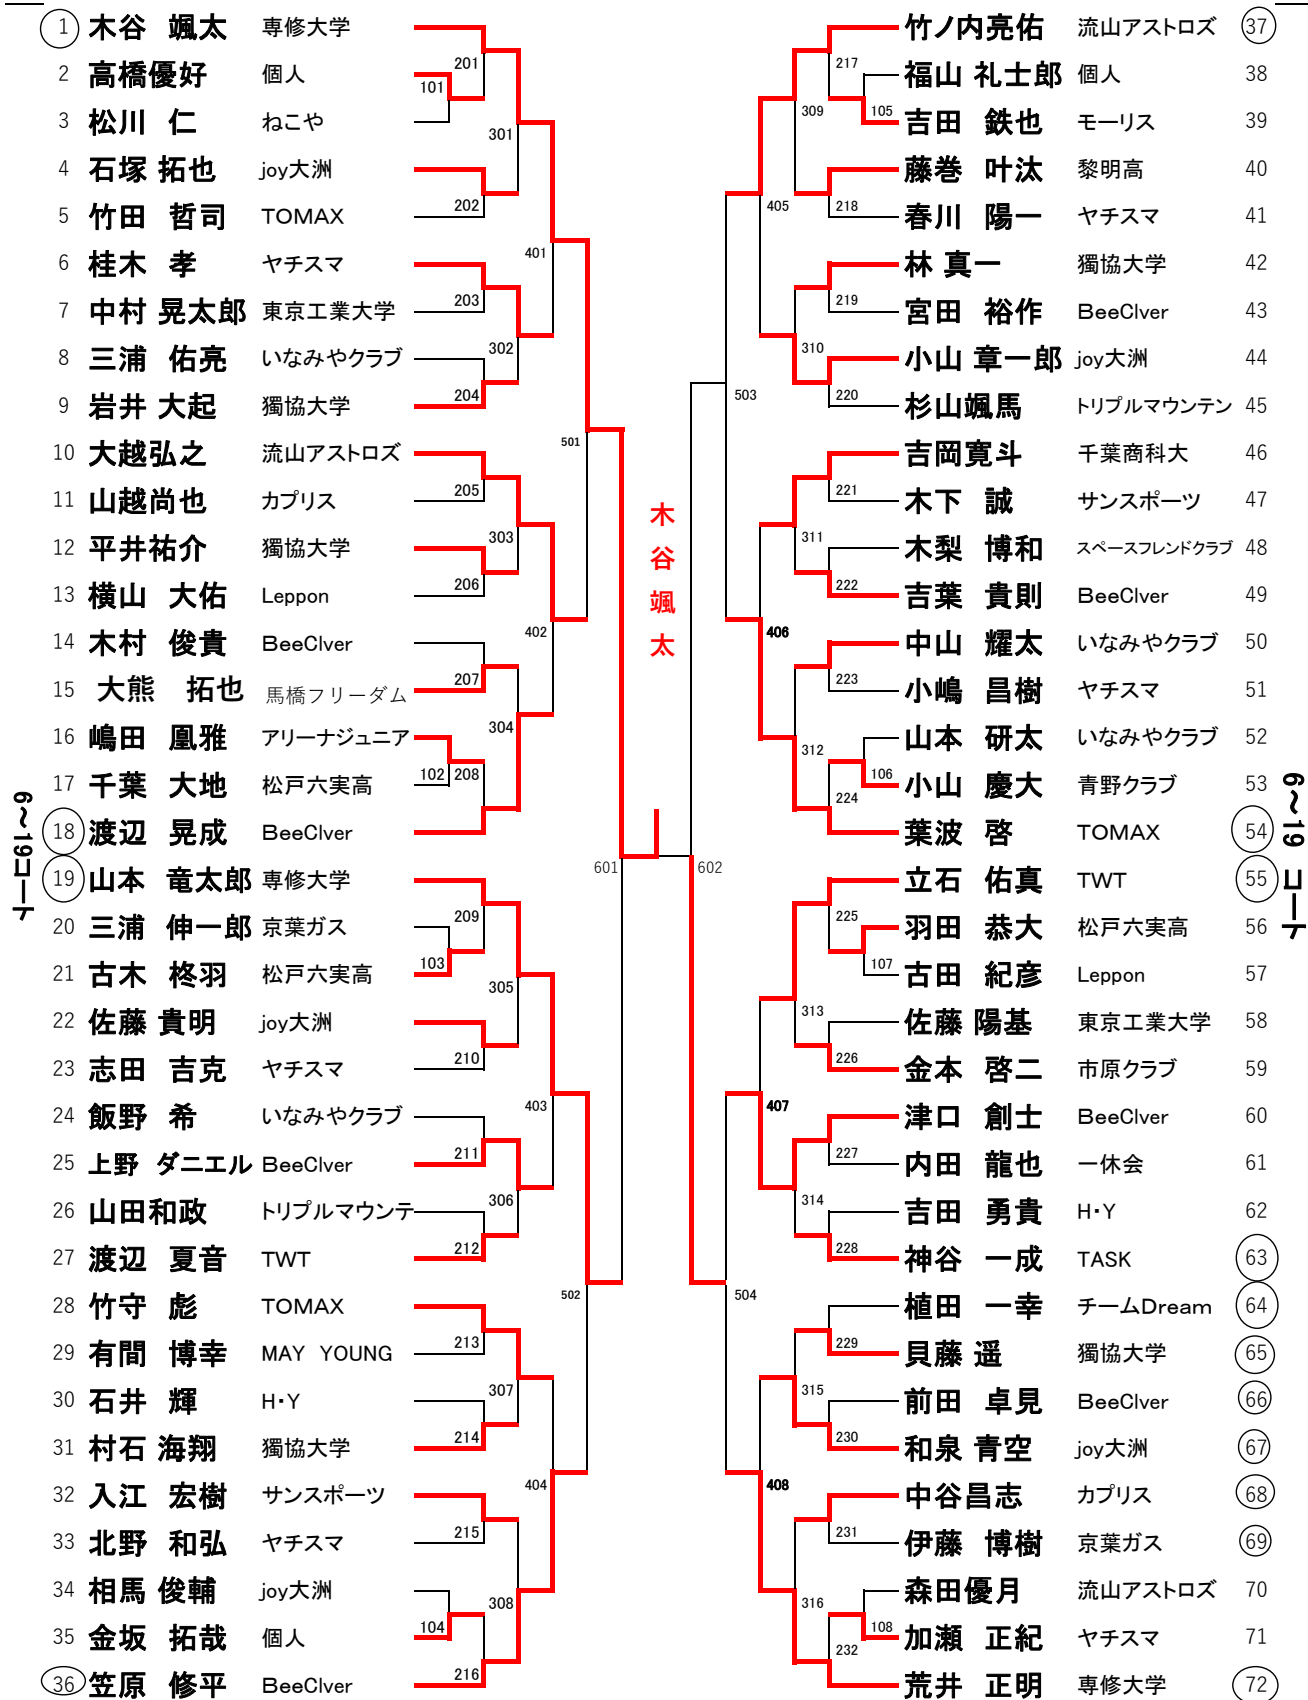 1 木谷 颯太 専修大学
2 高橋優好 個人
3 松川 仁 ねこや
4 石塚 拓也 joy大洲
5 竹田 哲司 TOMAX
6 桂木 孝 ヤチスマ
7 中村 晃太郎 東京工業大学
8 三浦 佑亮 いなみやクラブ
9 岩井 大起 獨協大学
10 大越弘之 流山アストロズ
11 山越尚也 カプリス
12 平井祐介 獨協大学
13 横山 大佑 Leppon
14 木村 俊貴 BeeClver
15 大熊 拓也 馬橋フリーダム
16 嶋田 凰雅 アリーナジュニア
17 千葉 大地 松戸六実高
18 渡辺 晃成 BeeClver
19 山本 竜太郎 専修大学
20 三浦 伸一郎 京葉ガス
21 古木 柊羽 松戸六実高
22 佐藤 貴明 joy大洲
23 志田 吉克 ヤチスマ
24 飯野 希 いなみやクラブ
25 上野 ダニエル BeeClver
26 山田和政 トリプルマウンテ
27 渡辺 夏音 TWT
28 竹守 彪 TOMAX
29 有間 博幸 MAY YOUNG
30 石井 輝 H・Y
31 村石 海翔 獨協大学
32 入江 宏樹 サンスポーツ
33 北野 和弘 ヤチスマ
34 相馬 俊輔 joy大洲
35 金坂 拓哉 個人
36 笠原 修平 BeeClver
6～19コート
101
102
103
104
201
202
203
204
205
206
207
208
209
210
211
212
213
214
215
216
301
302
303
304
305
306
307
308
401
402
403
404
501
502
601
木谷颯太
602
503
504
405
406
407
408
309
310
311
312
313
314
315
316
217
218
219
220
221
222
223
224
225
226
227
228
229
230
231
232
105
106
107
108
竹ノ内亮佑 流山アストロズ 37
福山 礼士郎 個人 38
吉田 鉄也 モーリス 39
藤巻 叶汰 黎明高 40
春川 陽一 ヤチスマ 41
林 真一 獨協大学 42
宮田 裕作 BeeClver 43
小山 章一郎 joy大洲 44
杉山颯馬 トリプルマウンテン 45
吉岡寛斗 千葉商科大 46
木下 誠 サンスポーツ 47
木梨 博和 スペースフレンドクラブ 48
吉葉 貴則 BeeClver 49
中山 耀太 いなみやクラブ 50
小嶋 昌樹 ヤチスマ 51
山本 研太 いなみやクラブ 52
小山 慶大 青野クラブ 53
葉波 啓 TOMAX 54
立石 佑真 TWT 55
羽田 恭大 松戸六実高 56
古田 紀彦 Leppon 57
佐藤 陽基 東京工業大学 58
金本 啓二 市原クラブ 59
津口 創士 BeeClver 60
内田 龍也 一休会 61
吉田 勇貴 H・Y 62
神谷 一成 TASK 63
植田 一幸 チームDream 64
貝藤 遥 獨協大学 65
前田 卓見 BeeClver 66
和泉 青空 joy大洲 67
中谷昌志 カプリス 68
伊藤 博樹 京葉ガス 69
森田優月 流山アストロズ 70
加瀬 正紀 ヤチスマ 71
荒井 正明 専修大学 72
6～19 コート